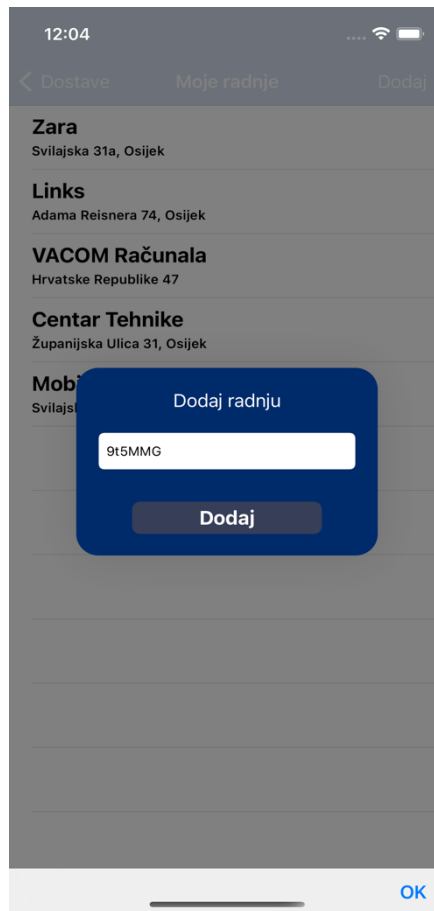 12:04
Dostave
Moje radnje
Dodaj
Zara
Svilajska 31a, Osijek
Links
Adama Reisnera 74, Osijek
VACOM Računala
Hrvatske Republike 47
Centar Tehnike
Županijska Ulica 31, Osijek
Dodaj radnju
9t5MMG
Dodaj
OK